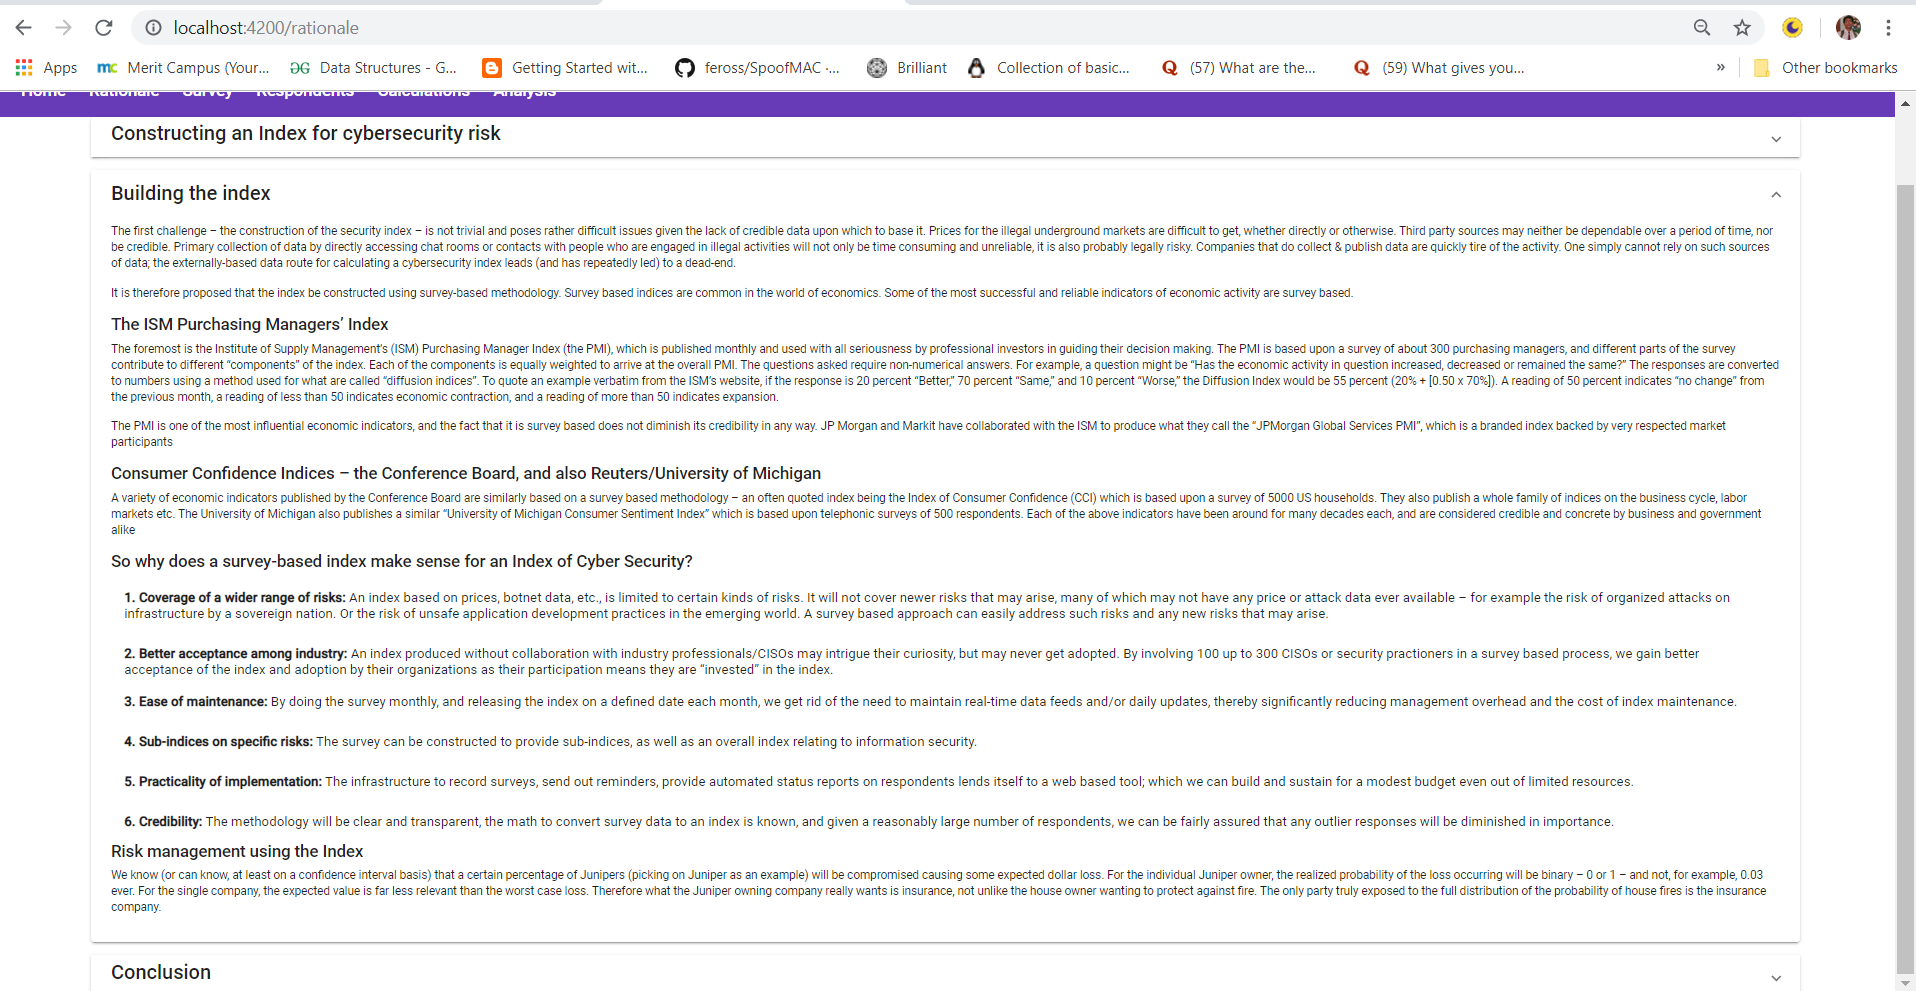 localhost:4200/rationale
Apps Merit Campus (Your... Data Structures - G... Getting Started wit... feross/SpoofMAC ·... Brilliant Collection of basic... (57) What are the... (59) What gives you... » Other bookmarks
Home Rationale Survey Respondents Calculations Analysis
Constructing an Index for cybersecurity risk
Building the index
The first challenge – the construction of the security index – is not trivial and poses rather difficult issues given the lack of credible data upon which to base it. Prices for the illegal underground markets are difficult to get, whether directly or otherwise. Third party sources may neither be dependable over a period of time, nor
be credible. Primary collection of data by directly accessing chat rooms or contacts with people who are engaged in illegal activities will not only be time consuming and unreliable, it is also probably legally risky. Companies that do collect & publish data are quickly tire of the activity. One simply cannot rely on such sources
of data; the externally-based data route for calculating a cybersecurity index leads (and has repeatedly led) to a dead-end.
It is therefore proposed that the index be constructed using survey-based methodology. Survey based indices are common in the world of economics. Some of the most successful and reliable indicators of economic activity are survey based.
The ISM Purchasing Managers’ Index
The foremost is the Institute of Supply Management's (ISM) Purchasing Manager Index (the PMI), which is published monthly and used with all seriousness by professional investors in guiding their decision making. The PMI is based upon a survey of about 300 purchasing managers, and different parts of the survey
contribute to different “components” of the index. Each of the components is equally weighted to arrive at the overall PMI. The questions asked require non-numerical answers. For example, a question might be “Has the economic activity in question increased, decreased or remained the same?” The responses are converted
to numbers using a method used for what are called “diffusion indices”. To quote an example verbatim from the ISM's website, if the response is 20 percent “Better,” 70 percent “Same,” and 10 percent “Worse,” the Diffusion Index would be 55 percent (20% + [0.50 x 70%]). A reading of 50 percent indicates “no change” from
the previous month, a reading of less than 50 indicates economic contraction, and a reading of more than 50 indicates expansion.
The PMI is one of the most influential economic indicators, and the fact that it is survey based does not diminish its credibility in any way. JP Morgan and Markit have collaborated with the ISM to produce what they call the “JPMorgan Global Services PMI”, which is a branded index backed by very respected market
participants
Consumer Confidence Indices – the Conference Board, and also Reuters/University of Michigan
A variety of economic indicators published by the Conference Board are similarly based on a survey based methodology – an often quoted index being the Index of Consumer Confidence (CCI) which is based upon a survey of 5000 US households. They also publish a whole family of indices on the business cycle, labor
markets etc. The University of Michigan also publishes a similar “University of Michigan Consumer Sentiment Index” which is based upon telephonic surveys of 500 respondents. Each of the above indicators have been around for many decades each, and are considered credible and concrete by business and government
alike
So why does a survey-based index make sense for an Index of Cyber Security?
1. Coverage of a wider range of risks: An index based on prices, botnet data, etc., is limited to certain kinds of risks. It will not cover newer risks that may arise, many of which may not have any price or attack data ever available – for example the risk of organized attacks on
infrastructure by a sovereign nation. Or the risk of unsafe application development practices in the emerging world. A survey based approach can easily address such risks and any new risks that may arise.
2. Better acceptance among industry: An index produced without collaboration with industry professionals/CISOs may intrigue their curiosity, but may never get adopted. By involving 100 up to 300 CISOs or security practioners in a survey based process, we gain better
acceptance of the index and adoption by their organizations as their participation means they are “invested” in the index.
3. Ease of maintenance: By doing the survey monthly, and releasing the index on a defined date each month, we get rid of the need to maintain real-time data feeds and/or daily updates, thereby significantly reducing management overhead and the cost of index maintenance.
4. Sub-indices on specific risks: The survey can be constructed to provide sub-indices, as well as an overall index relating to information security.
5. Practicality of implementation: The infrastructure to record surveys, send out reminders, provide automated status reports on respondents lends itself to a web based tool; which we can build and sustain for a modest budget even out of limited resources.
6. Credibility: The methodology will be clear and transparent, the math to convert survey data to an index is known, and given a reasonably large number of respondents, we can be fairly assured that any outlier responses will be diminished in importance.
Risk management using the Index
We know (or can know, at least on a confidence interval basis) that a certain percentage of Junipers (picking on Juniper as an example) will be compromised causing some expected dollar loss. For the individual Juniper owner, the realized probability of the loss occurring will be binary – 0 or 1 – and not, for example, 0.03
ever. For the single company, the expected value is far less relevant than the worst case loss. Therefore what the Juniper owning company really wants is insurance, not unlike the house owner wanting to protect against fire. The only party truly exposed to the full distribution of the probability of house fires is the insurance
company.
Conclusion